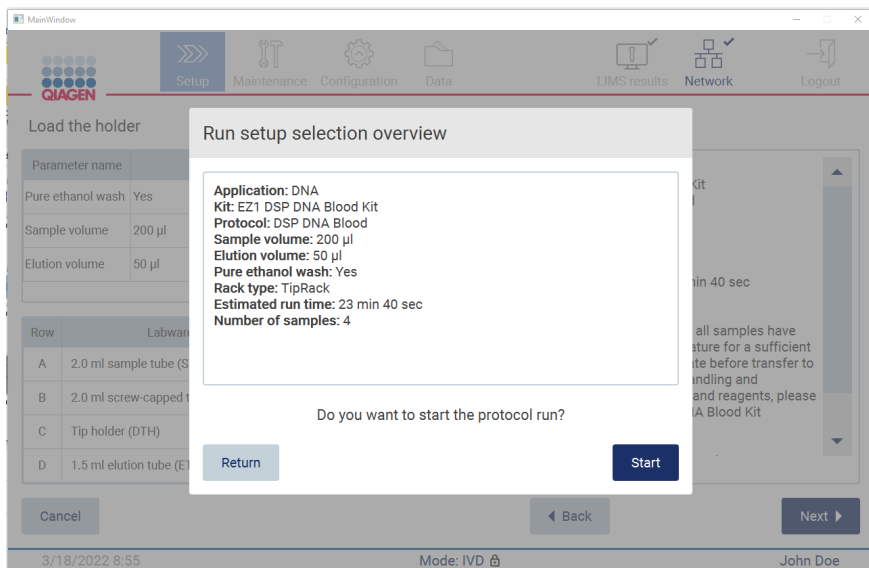 MainWindow
QIAGEN
Setup
Maintenance
Configuration
Data
LIMS results
Network
Logout
Load the holder
Parameter name
Pure ethanol wash Yes
Sample volume 200 µl
Elution volume 50 µl
Row Labware
A 2.0 ml sample tube (S
B 2.0 ml screw-capped t
C Tip holder (DTH)
D 1.5 ml elution tube (ET
Run setup selection overview
Application: DNA
Kit: EZ1 DSP DNA Blood Kit
Protocol: DSP DNA Blood
Sample volume: 200 µl
Elution volume: 50 µl
Pure ethanol wash: Yes
Rack type: TipRack
Estimated run time: 23 min 40 sec
Number of samples: 4
Do you want to start the protocol run?
Return
Start
Kit
in 40 sec
all samples have
ature for a sufficient
te before transfer to
andling and
and reagents, please
A Blood Kit
Cancel
Back
Next
3/18/2022 8:55
Mode: IVD
John Doe